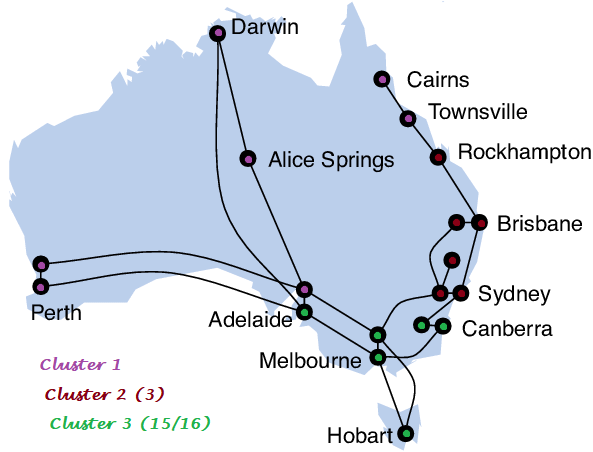 Darwin
Cairns
Townsville
Rockhampton
Alice Springs
Brisbane
Sydney
Perth
Adelaide
Canberra
Melbourne
Cluster 1
Cluster 2 (3)
Cluster 3 (15/16)
Hobart